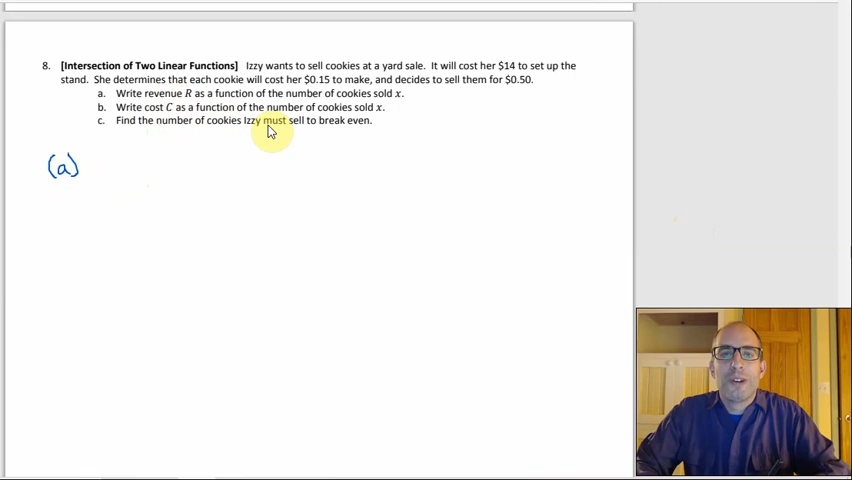 8. [Intersection of Two Linear Functions] Izzy wants to sell cookies at a yard sale. It will cost her $14 to set up the
stand. She determines that each cookie will cost her $0.15 to make, and decides to sell them for $0.50.
a. Write revenue R as a function of the number of cookies sold x.
b. Write cost C as a function of the number of cookies sold x.
c. Find the number of cookies Izzy must sell to break even.
(a)